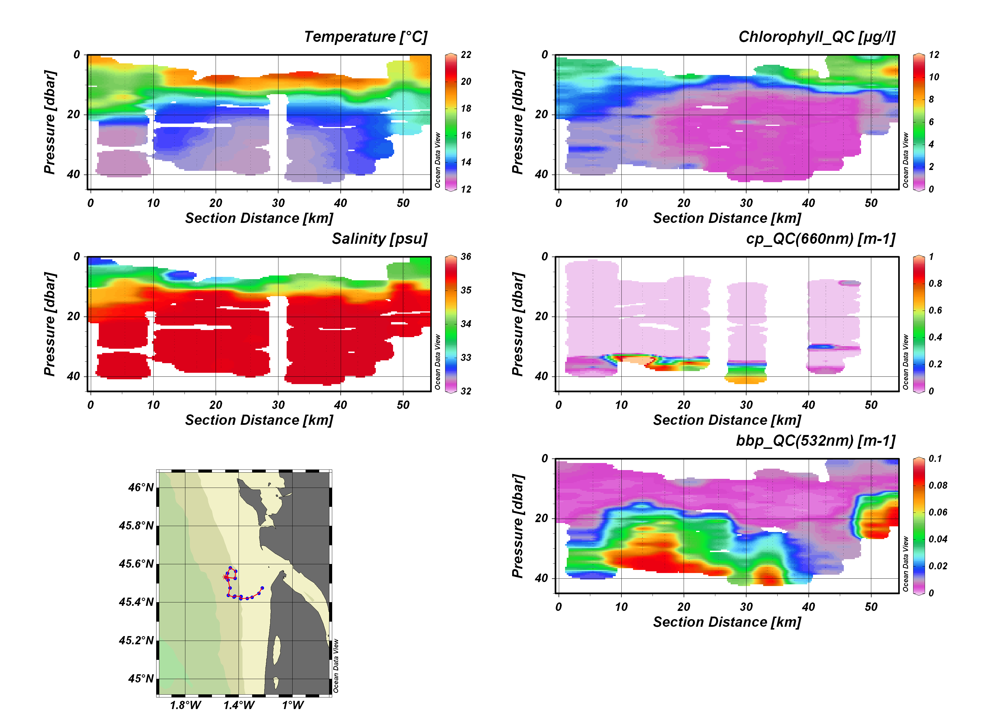 Temperature [°C]
0
20
40
Pressure [dbar]
0 10 20 30 40 50
Section Distance [km]
22
20
18
16
14
12
Ocean Data View
Chlorophyll_QC [µg/l]
0
20
40
Pressure [dbar]
0 10 20 30 40 50
Section Distance [km]
12
10
8
6
4
2
0
Ocean Data View
Salinity [psu]
0
20
40
Pressure [dbar]
0 10 20 30 40 50
Section Distance [km]
36
35
34
33
32
Ocean Data View
cp_QC(660nm) [m-1]
0
20
40
Pressure [dbar]
0 10 20 30 40 50
Section Distance [km]
1
0.8
0.6
0.4
0.2
0
Ocean Data View
46°N
45.8°N
45.6°N
45.4°N
45.2°N
45°N
1.8°W 1.4°W 1°W
Ocean Data View
bbp_QC(532nm) [m-1]
0
20
40
Pressure [dbar]
0 10 20 30 40 50
Section Distance [km]
0.1
0.08
0.06
0.04
0.02
0
Ocean Data View